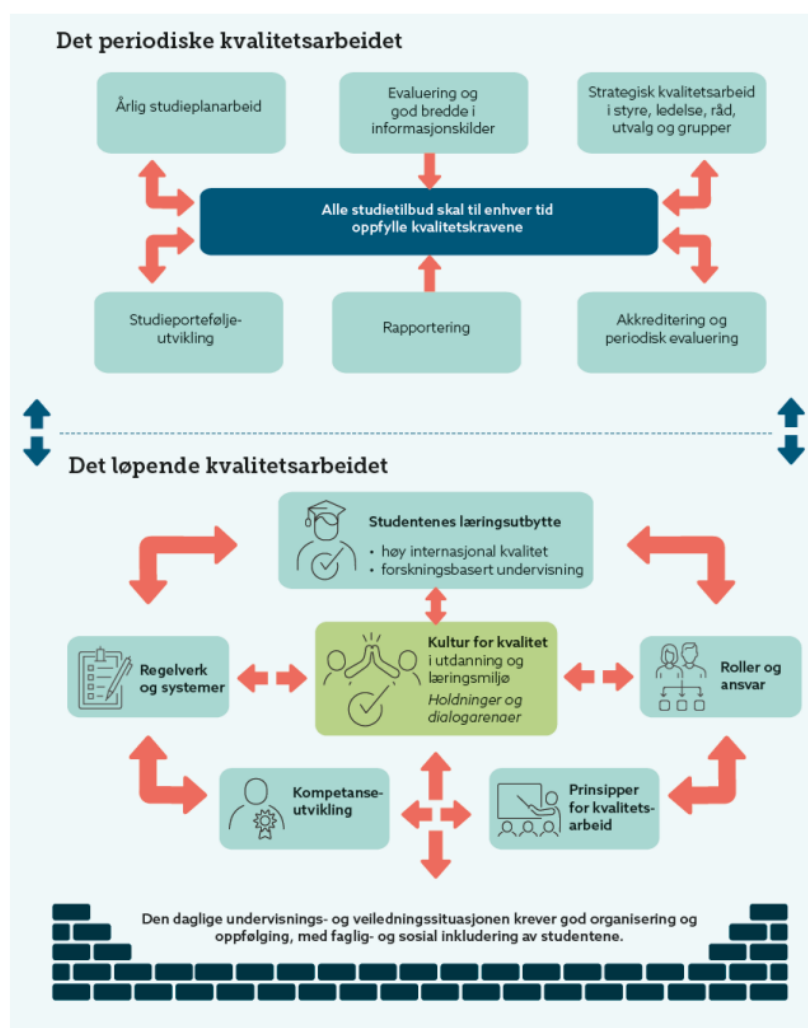 Det periodiske kvalitetsarbeidet
Årlig studieplanarbeid
Evaluering og
god bredde i
informasjonskilder
Strategisk kvalitetsarbeid
i styre, ledelse, råd,
utvalg og grupper
Alle studietilbud skal til enhver tid
oppfylle kvalitetskravene
Studieportefølje-
utvikling
Rapportering
Akkreditering og
periodisk evaluering
Det løpende kvalitetsarbeidet
Studentenes læringsutbytte
• høy internasjonal kvalitet
• forskningsbasert undervisning
Regelverk
og systemer
Kultur for kvalitet
i utdanning og
læringsmiljø
Holdninger og
dialogarenaer
Roller og
ansvar
Kompetanse-
utvikling
Prinsipper
for kvalitets-
arbeid
Den daglige undervisnings- og veiledningssituasjonen krever god organisering og
oppfølging, med faglig- og sosial inkludering av studentene.